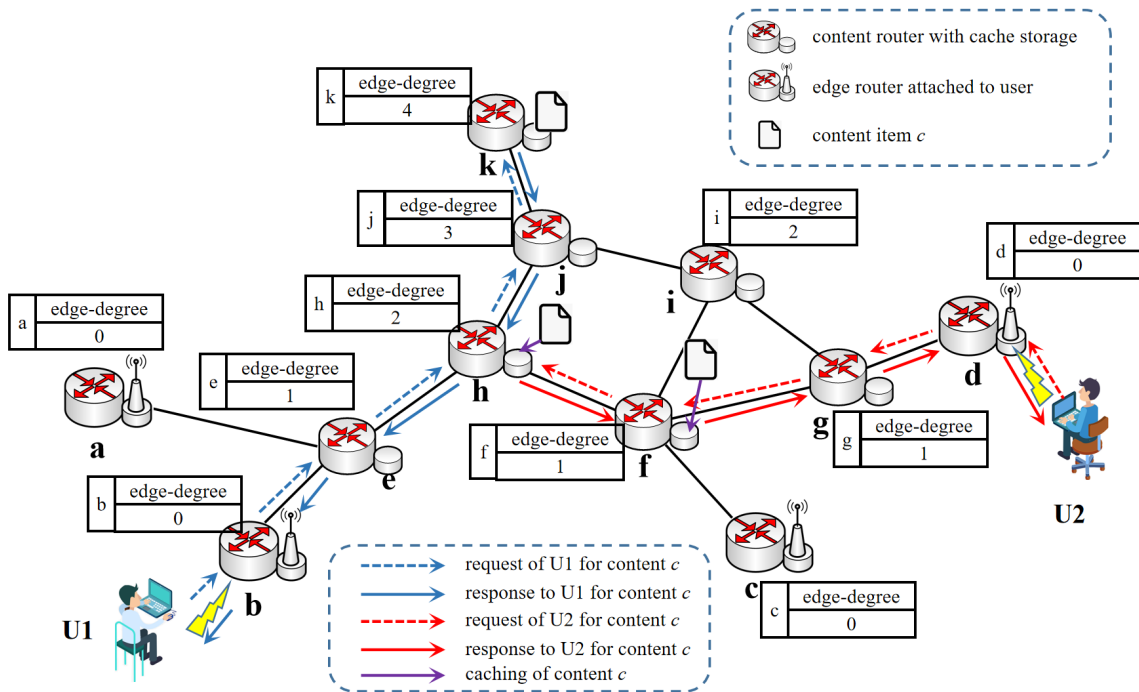 content router with cache storage
edge router attached to user
content item c
k
edge-degree
4
k
j
edge-degree
3
j
i
edge-degree
2
i
d
edge-degree
0
d
h
edge-degree
2
h
a
edge-degree
0
a
e
edge-degree
1
e
f
edge-degree
1
f
g
g
edge-degree
1
b
edge-degree
0
b
U2
U1
c
c
edge-degree
0
request of U1 for content c
response to U1 for content c
request of U2 for content c
response to U2 for content c
caching of content c